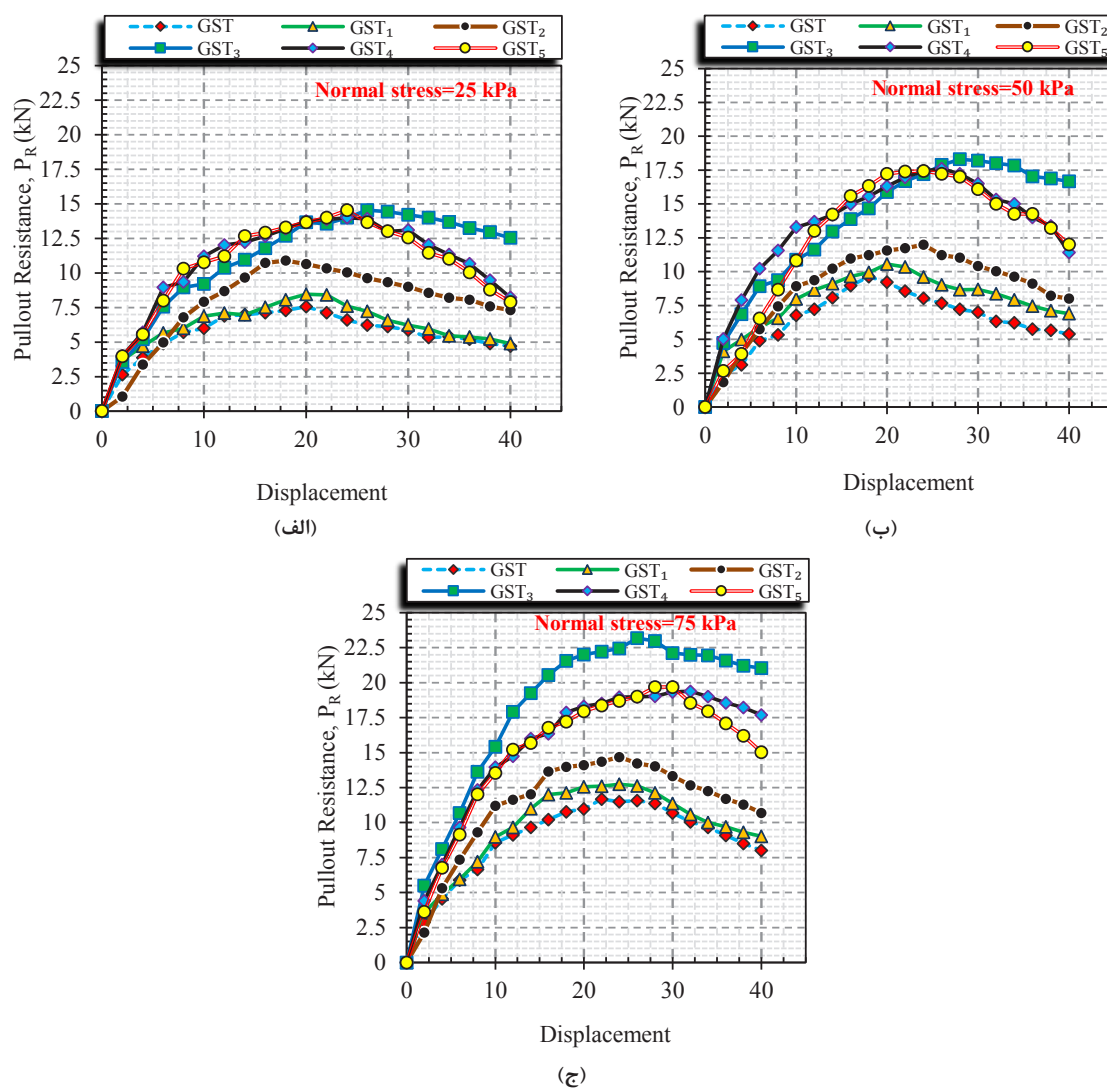 GST GST₁ GST₂
GST₃ GST₄ GST₅
Normal stress=25 kPa
Pullout Resistance, P_R (kN)
25
22.5
20
17.5
15
12.5
10
7.5
5
2.5
0
0 10 20 30 40
Displacement
(الف)
GST GST₁ GST₂
GST₃ GST₄ GST₅
Normal stress=50 kPa
Pullout Resistance, P_R (kN)
25
22.5
20
17.5
15
12.5
10
7.5
5
2.5
0
0 10 20 30 40
Displacement
(ب)
GST GST₁ GST₂
GST₃ GST₄ GST₅
Normal stress=75 kPa
Pullout Resistance, P_R (kN)
25
22.5
20
17.5
15
12.5
10
7.5
5
2.5
0
0 10 20 30 40
Displacement
(ج)